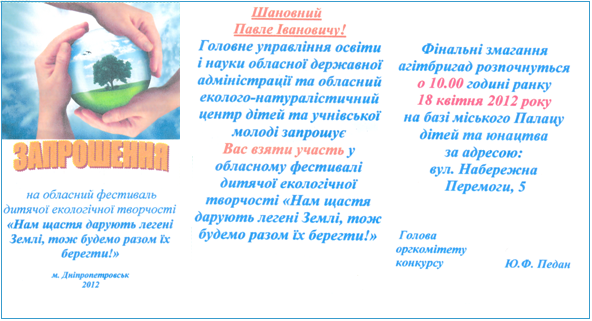 ЗАПРОШЕННЯ
на обласний фестиваль
дитячої екологічної творчості
«Нам щастя дарують легені
Землі, тож будемо разом їх
берегти!»
м. Дніпропетровськ
2012
Шановний
Павле Івановичу!
Головне управління освіти
і науки обласної державної
адміністрації та обласний
еколого-натуралістичний
центр дітей та учнівської
молоді запрошує
Вас взяти участь у
обласному фестивалі
дитячої екологічної
творчості «Нам щастя
дарують легені Землі, тож
будемо разом їх берегти!»
Фінальні змагання
агітбригад розпочнуться
о 10.00 годині ранку
18 квітня 2012 року
на базі міського Палацу
дітей та юнацтва
за адресою:
вул. Набережна
Перемоги, 5
Голова
оргкомітету
конкурсу
Ю.Ф. Педан